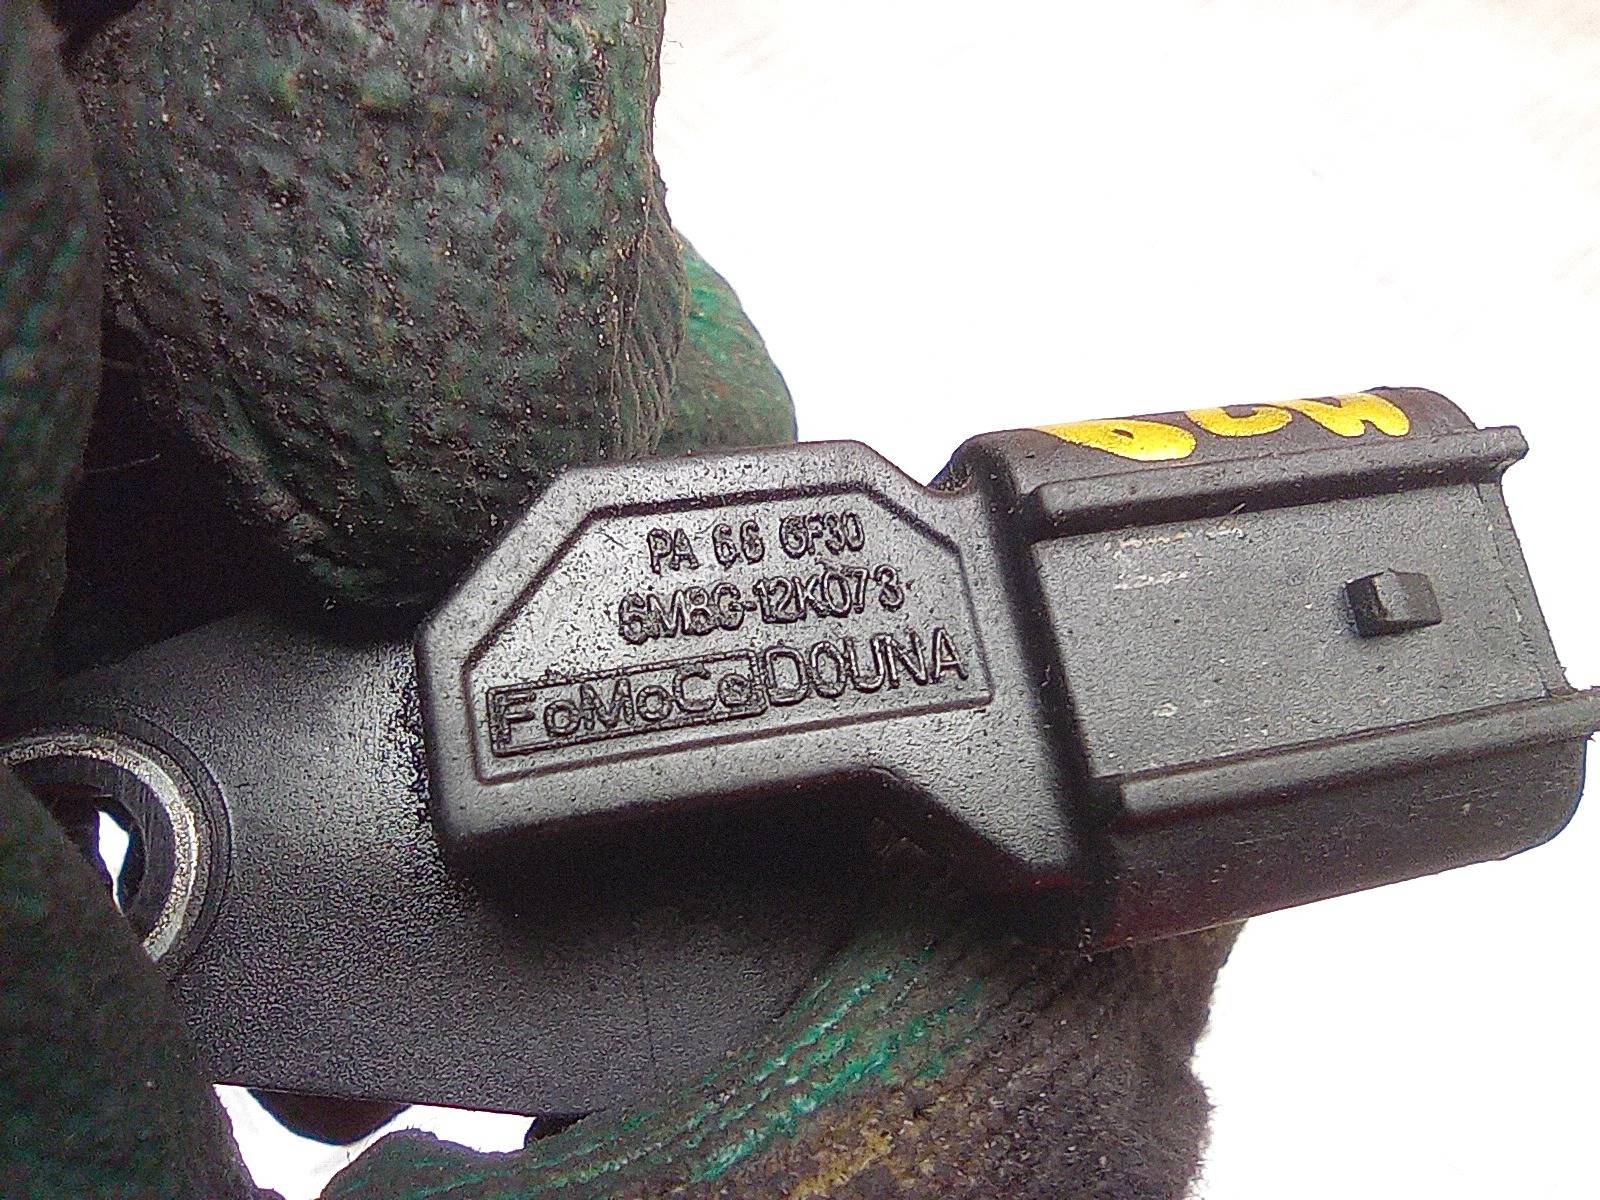 PA 66 GF30
6M8G-12K073
FoMoCo DOUNA